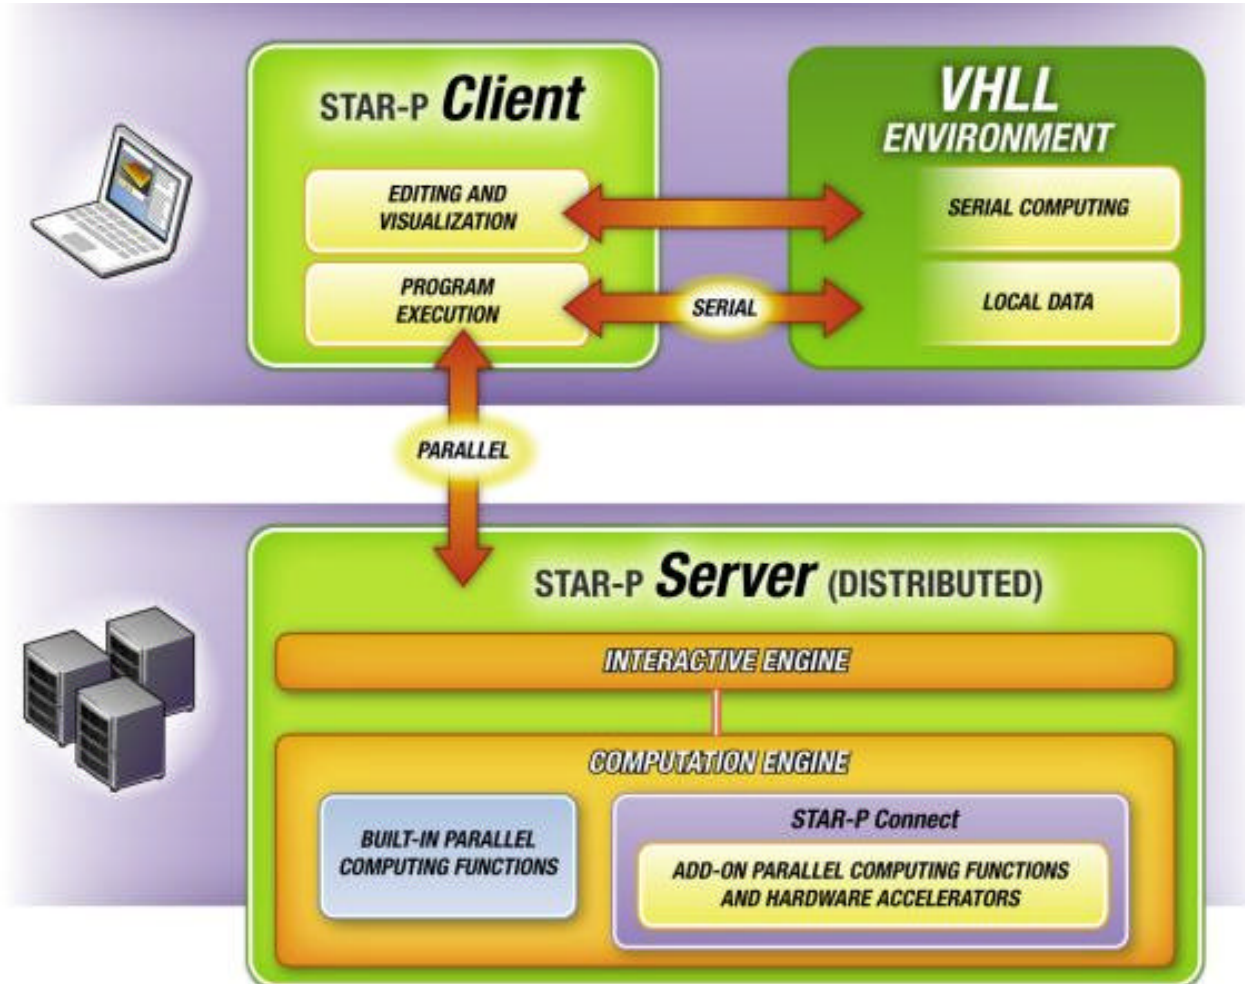 STAR-P Client
VHLL
ENVIRONMENT
EDITING AND
VISUALIZATION
SERIAL COMPUTING
PROGRAM
EXECUTION
SERIAL
LOCAL DATA
PARALLEL
STAR-P Server (DISTRIBUTED)
INTERACTIVE ENGINE
COMPUTATION ENGINE
BUILT-IN PARALLEL
COMPUTING FUNCTIONS
STAR-P Connect
ADD-ON PARALLEL COMPUTING FUNCTIONS
AND HARDWARE ACCELERATORS